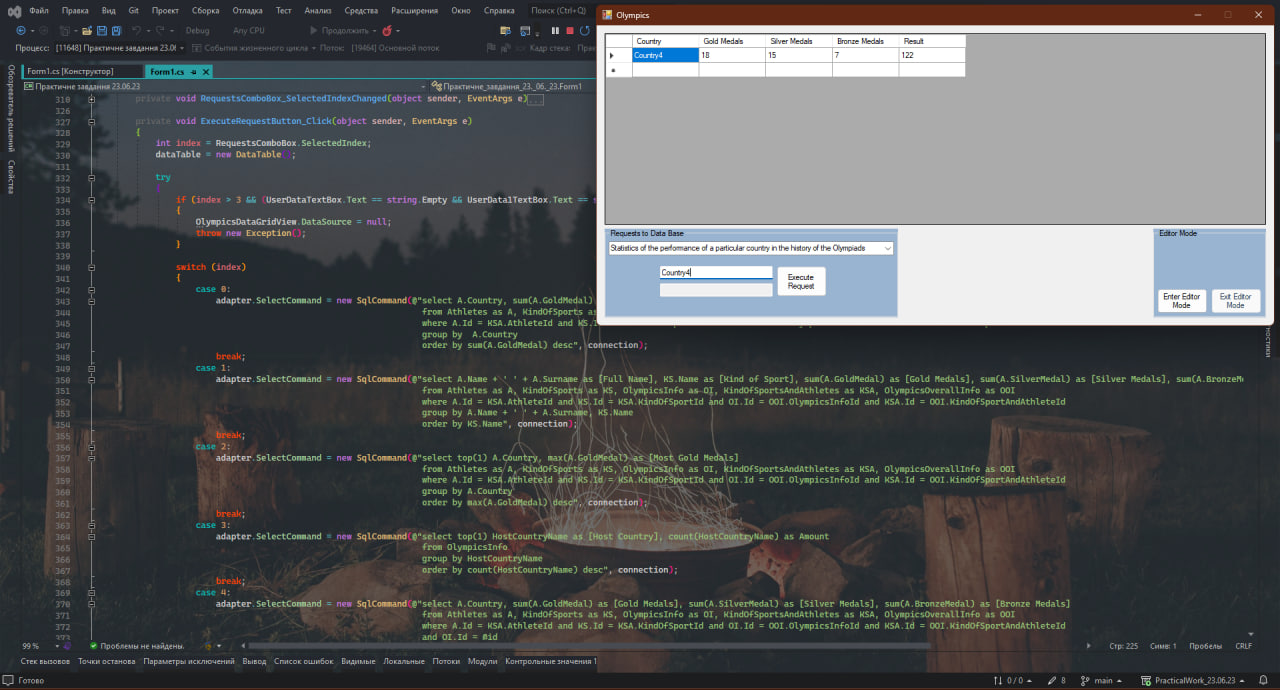 Файл Правка Вид Git Проект Сборка Отладка Тест Анализ Средства Расширения Окно Справка Поиск (Ctrl+Q)
Debug Any CPU Продолжить
Процесс: [11648] Практичне завдання 23.0 События жизненного цикла Поток: [19464] Основной поток Кадр стека:
Обозреватель решений Свойства
Form1.cs [Конструктор] Form1.cs
Практичне завдання 23.06.23 Практичне_завдання_23._06._23.Form1
310 private void RequestsComboBox_SelectedIndexChanged(object sender, EventArgs e)...
326
327 private void ExecuteRequestButton_Click(object sender, EventArgs e)
328 {
329 int index = RequestsComboBox.SelectedIndex;
330 dataTable = new DataTable();
331
332 try
333 {
334 if (index > 3 && (UserDataTextBox.Text == string.Empty && UserData1TextBox.Text ==
335 {
336 OlympicsDataGridView.DataSource = null;
337 throw new Exception();
338 }
339
340 switch (index)
341 {
342 case 0:
343 adapter.SelectCommand = new SqlCommand(@"select A.Country, sum(A.GoldMedal)
344 from Athletes as A, KindOfSports as
345 where A.Id = KSA.AthleteId and KS.I
346 group by A.Country
347 order by sum(A.GoldMedal) desc", connection);
348 break;
349 case 1:
350 adapter.SelectCommand = new SqlCommand(@"select A.Name + ' ' + A.Surname as [Full Name], KS.Name as [Kind of Sport], sum(A.GoldMedal) as [Gold Medals], sum(A.SilverMedal) as [Silver Medals], sum(A.BronzeMe
351 from Athletes as A, KindOfSports as KS, OlympicsInfo as OI, KindOfSportsAndAthletes as KSA, OlympicsOverallInfo as OOI
352 where A.Id = KSA.AthleteId and KS.Id = KSA.KindOfSportId and OI.Id = OOI.OlympicsInfoId and KSA.Id = OOI.KindOfSportAndAthleteId
353 group by A.Name + ' ' + A.Surname, KS.Name
354 order by KS.Name", connection);
355 break;
356 case 2:
357 adapter.SelectCommand = new SqlCommand(@"select top(1) A.Country, max(A.GoldMedal) as [Most Gold Medals]
358 from Athletes as A, KindOfSports as KS, OlympicsInfo as OI, KindOfSportsAndAthletes as KSA, OlympicsOverallInfo as OOI
359 where A.Id = KSA.AthleteId and KS.Id = KSA.KindOfSportId and OI.Id = OOI.OlympicsInfoId and KSA.Id = OOI.KindOfSportAndAthleteId
360 group by A.Country
361 order by max(A.GoldMedal) desc", connection);
362 break;
363 case 3:
364 adapter.SelectCommand = new SqlCommand(@"select top(1) HostCountryName as [Host Country], count(HostCountryName) as Amount
365 from OlympicsInfo
366 group by HostCountryName
367 order by count(HostCountryName) desc", connection);
368 break;
369 case 4:
370 adapter.SelectCommand = new SqlCommand(@"select A.Country, sum(A.GoldMedal) as [Gold Medals], sum(A.SilverMedal) as [Silver Medals], sum(A.BronzeMedal) as [Bronze Medals]
371 from Athletes as A, KindOfSports as KS, OlympicsInfo as OI, KindOfSportsAndAthletes as KSA, OlympicsOverallInfo as OOI
372 where A.Id = KSA.AthleteId and KS.Id = KSA.KindOfSportId and OI.Id = OOI.OlympicsInfoId and KSA.Id = OOI.KindOfSportAndAthleteId
373 and OI.Id = @id
99 % Проблемы не найдены. Стр: 225 Симв: 1 Пробелы CRLF
Стек вызовов Точки останова Параметры исключений Вывод Список ошибок Видимые Локальные Потоки Модули Контрольные значения 1
Готово 0 / 0 8 main PracticalWork_23.06.23
Olympics
Country Gold Medals Silver Medals Bronze Medals Result
Country4 18 15 7 122
Requests to Data Base
Statistics of the performance of a particular country in the history of the Olympiads
Country4
Execute
Request
Editor Mode
Enter Editor
Mode
Exit Editor
Mode